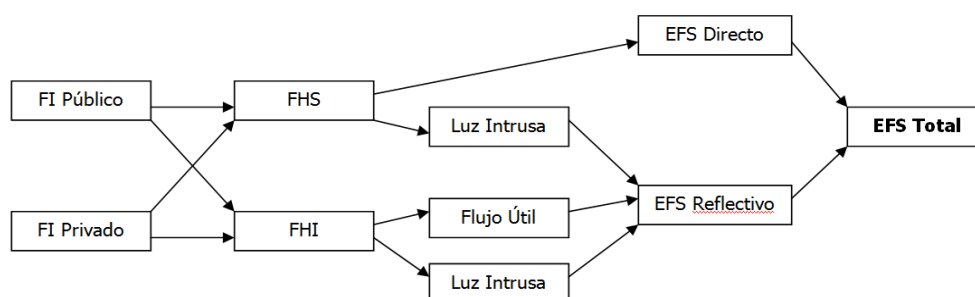 EFS Directo
FI Público
FHS
Luz Intrusa
EFS Total
FI Privado
FHI
Flujo Útil
EFS Reflectivo
Luz Intrusa